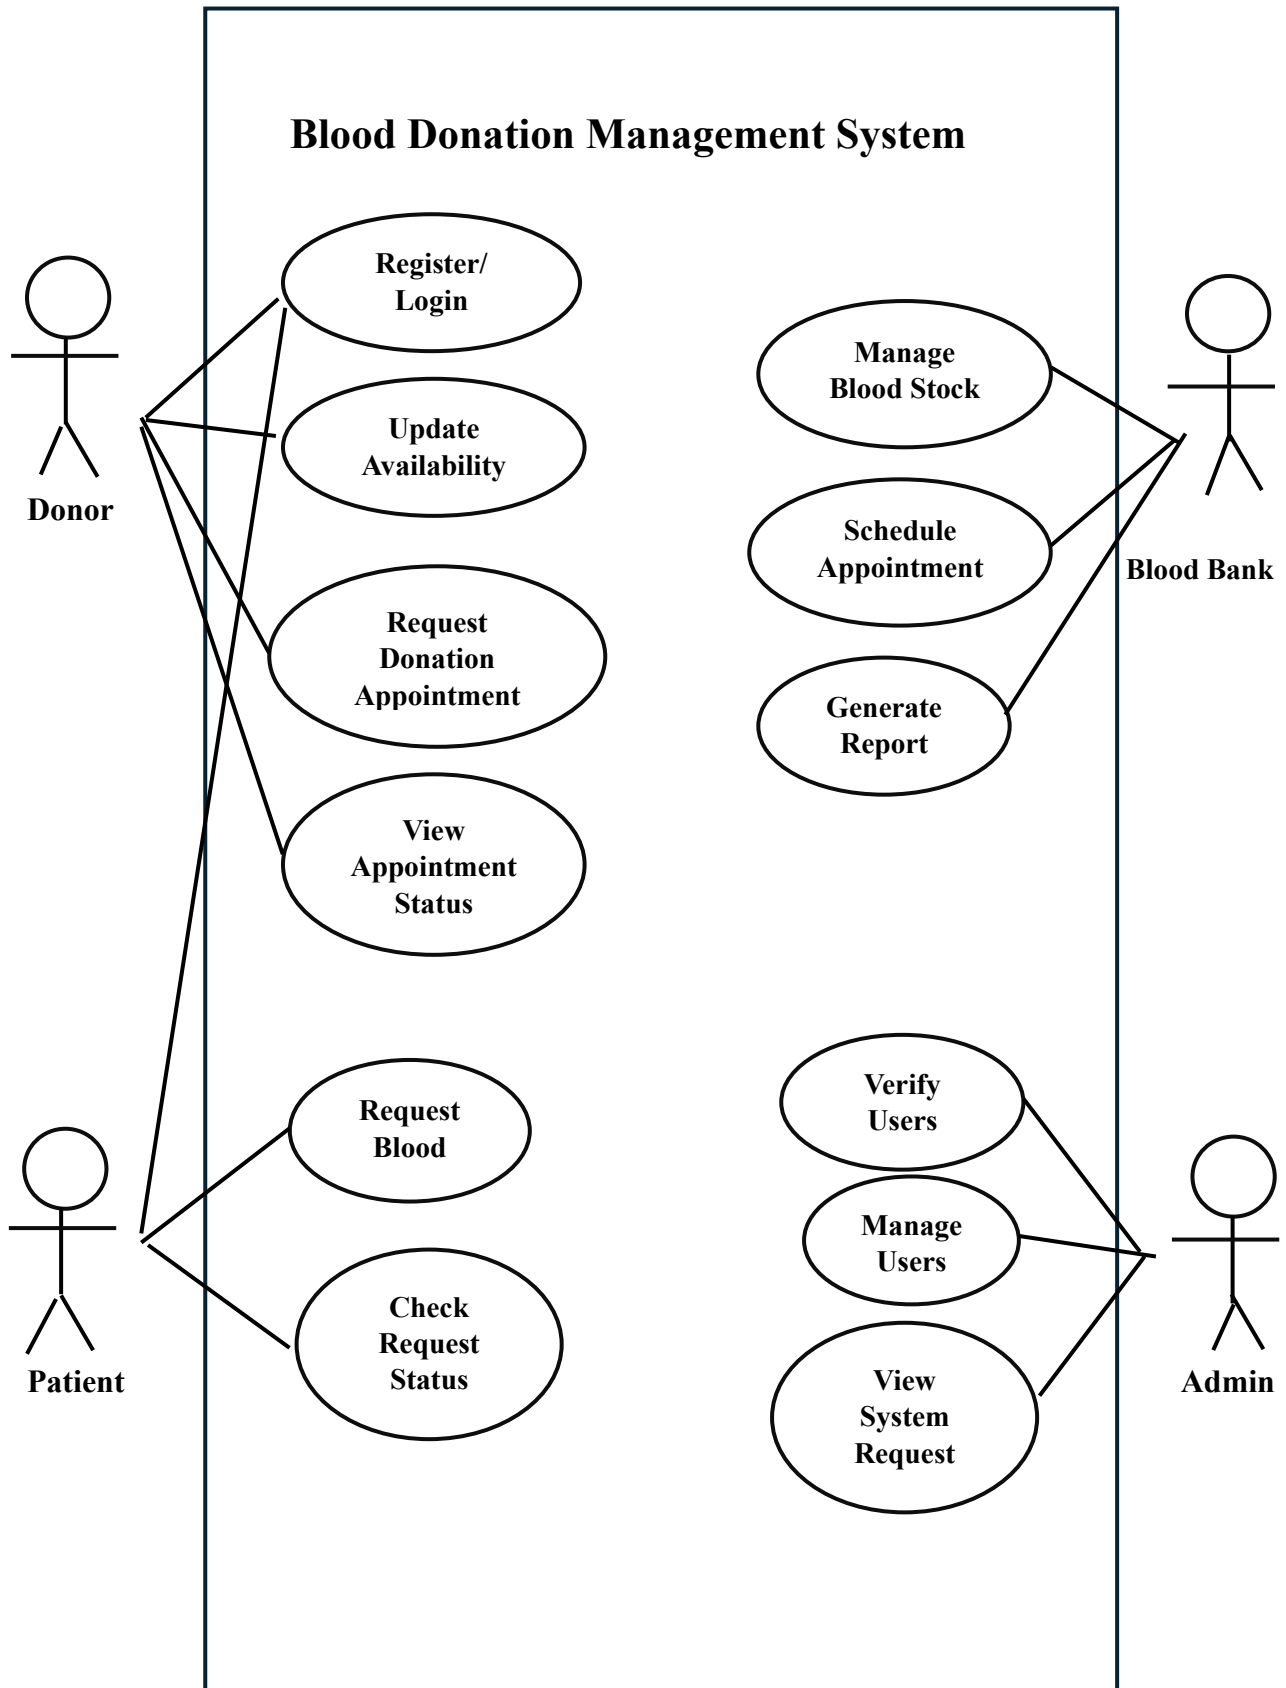 Blood Donation Management System
Register/
Login
Update
Availability
Donor
Request
Donation
Appointment
View
Appointment
Status
Manage
Blood Stock
Schedule
Appointment
Blood Bank
Generate
Report
Request
Blood
Check
Request
Status
Patient
Verify
Users
Manage
Users
View
System
Request
Admin